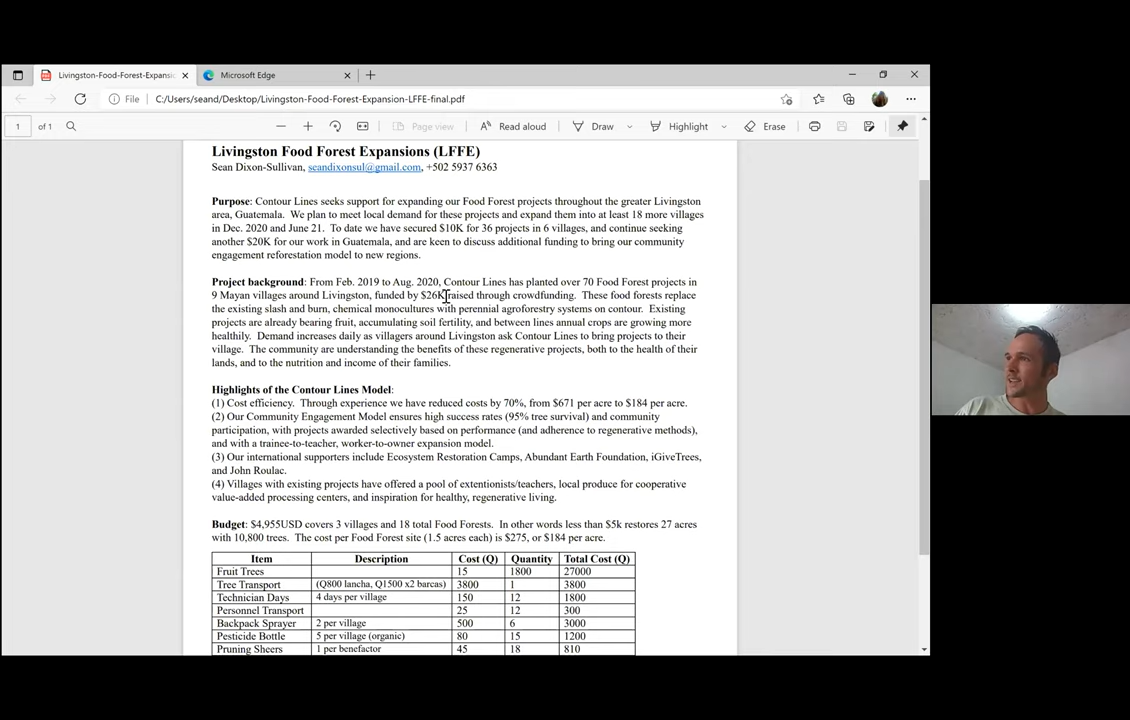 Livingston-Food-Forest-Expansi
Microsoft Edge
File
C:/Users/seand/Desktop/Livingston-Food-Forest-Expansion-LFFE-final.pdf
1 of 1
Page view
Read aloud
Draw
Highlight
Erase
Livingston Food Forest Expansions (LFFE)
Sean Dixon-Sullivan, seandixonsul@gmail.com, +502 5937 6363
Purpose: Contour Lines seeks support for expanding our Food Forest projects throughout the greater Livingston
area, Guatemala. We plan to meet local demand for these projects and expand them into at least 18 more villages
in Dec. 2020 and June 21. To date we have secured $10K for 36 projects in 6 villages, and continue seeking
another $20K for our work in Guatemala, and are keen to discuss additional funding to bring our community
engagement reforestation model to new regions.
Project background: From Feb. 2019 to Aug. 2020, Contour Lines has planted over 70 Food Forest projects in
9 Mayan villages around Livingston, funded by $26K raised through crowdfunding. These food forests replace
the existing slash and burn, chemical monocultures with perennial agroforestry systems on contour. Existing
projects are already bearing fruit, accumulating soil fertility, and between lines annual crops are growing more
healthily. Demand increases daily as villagers around Livingston ask Contour Lines to bring projects to their
village. The community are understanding the benefits of these regenerative projects, both to the health of their
lands, and to the nutrition and income of their families.
Highlights of the Contour Lines Model:
(1) Cost efficiency. Through experience we have reduced costs by 70%, from $671 per acre to $184 per acre.
(2) Our Community Engagement Model ensures high success rates (95% tree survival) and community
participation, with projects awarded selectively based on performance (and adherence to regenerative methods),
and with a trainee-to-teacher, worker-to-owner expansion model.
(3) Our international supporters include Ecosystem Restoration Camps, Abundant Earth Foundation, iGiveTrees,
and John Roulac.
(4) Villages with existing projects have offered a pool of extentionists/teachers, local produce for cooperative
value-added processing centers, and inspiration for healthy, regenerative living.
Budget: $4,955USD covers 3 villages and 18 total Food Forests. In other words less than $5k restores 27 acres
with 10,800 trees. The cost per Food Forest site (1.5 acres each) is $275, or $184 per acre.
Item Description Cost (Q) Quantity Total Cost (Q)
Fruit Trees 15 1800 27000
Tree Transport (Q800 lancha, Q1500 x2 barcas) 3800 1 3800
Technician Days 4 days per village 150 12 1800
Personnel Transport 25 12 300
Backpack Sprayer 2 per village 500 6 3000
Pesticide Bottle 5 per village (organic) 80 15 1200
Pruning Sheers 1 per benefactor 45 18 810